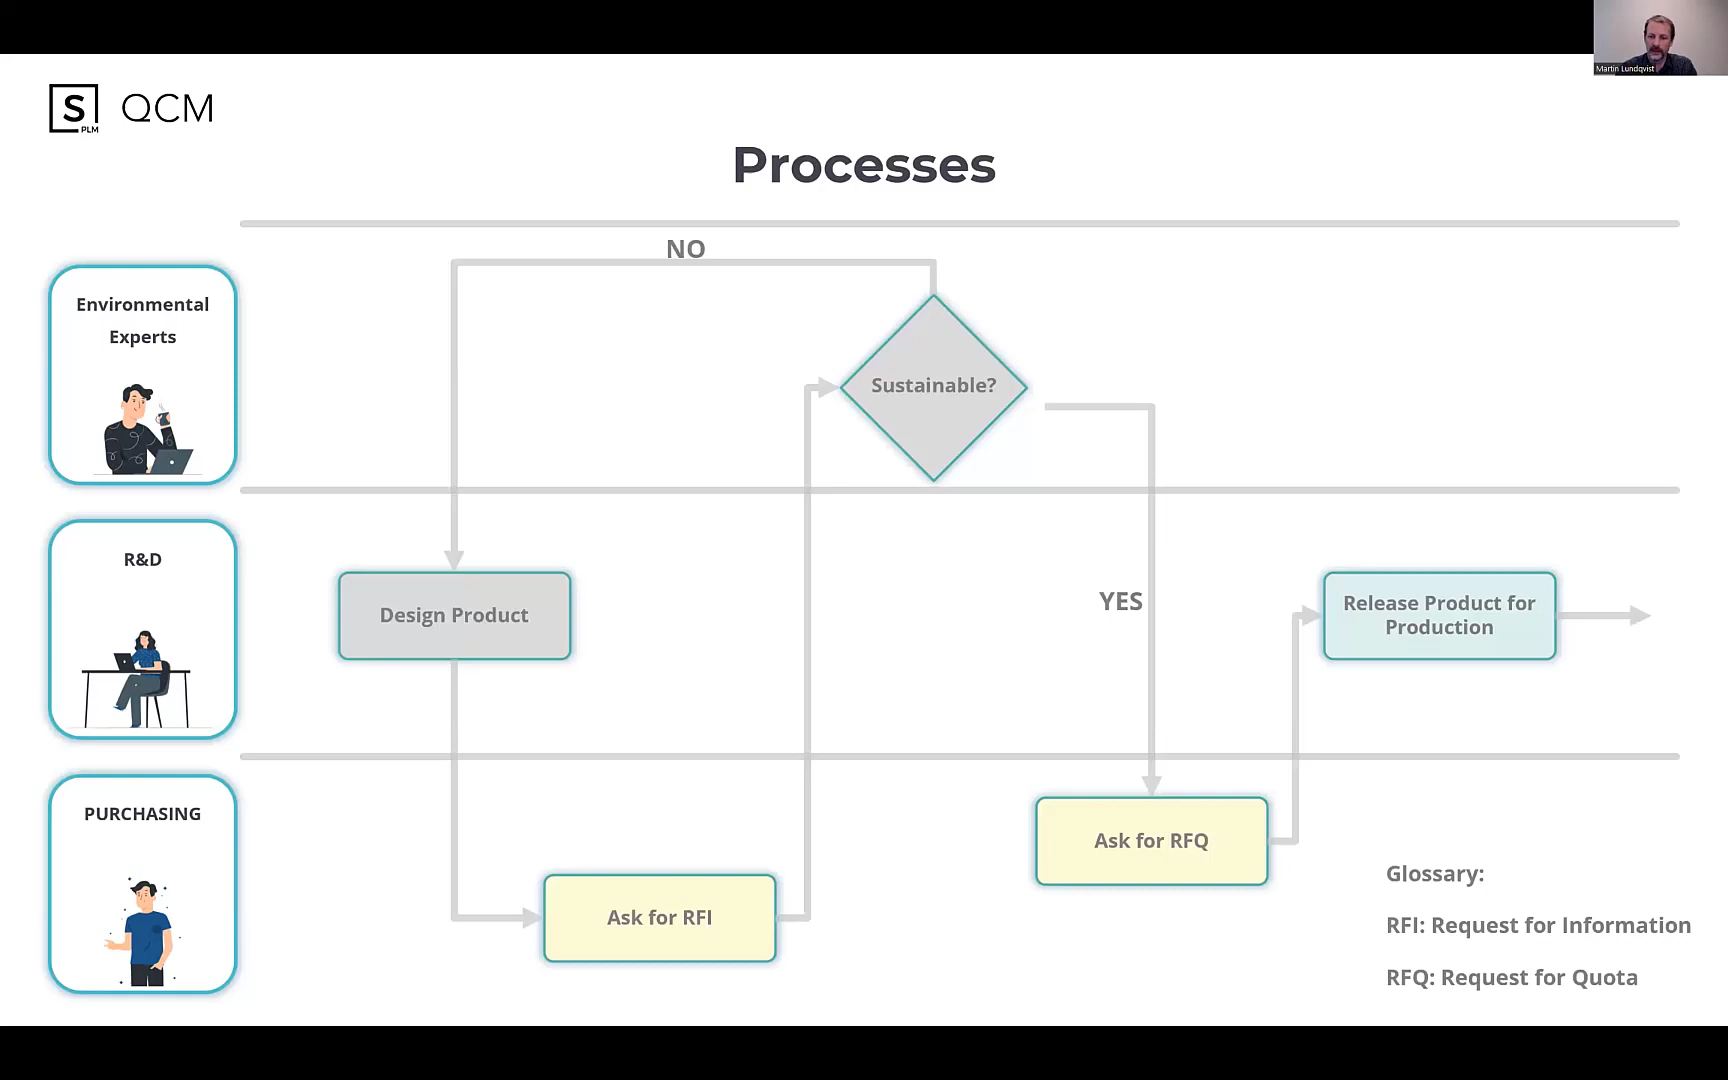 Martin Lundqvist
S
PLM
QCM
Processes
NO
Environmental
Experts
Sustainable?
R&D
Design Product
YES
Release Product for
Production
PURCHASING
Ask for RFI
Ask for RFQ
Glossary:
RFI: Request for Information
RFQ: Request for Quota